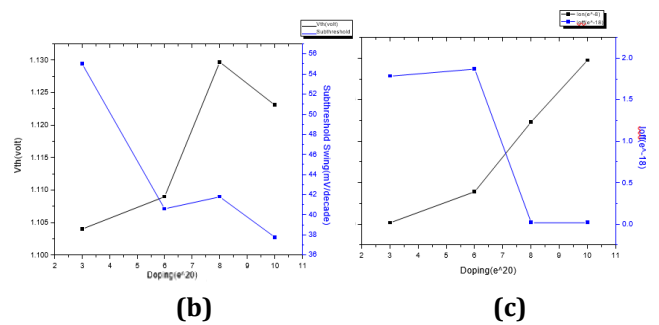 Vth(volt)
Subthreshold
Ion(e^-8)
Ioff(e^-18)
1.130
1.125
1.120
1.115
1.110
1.105
1.100
Vth(volt)
56
54
52
50
48
46
44
42
40
38
36
Subthreshold Swing(mV/decade)
2 3 4 5 6 7 8 9 10 11
Doping(e^20)
2.0
1.5
1.0
0.5
0.0
Ioff(e^-18)
2 3 4 5 6 7 8 9 10 11
Doping(e^20)
(b)
(c)